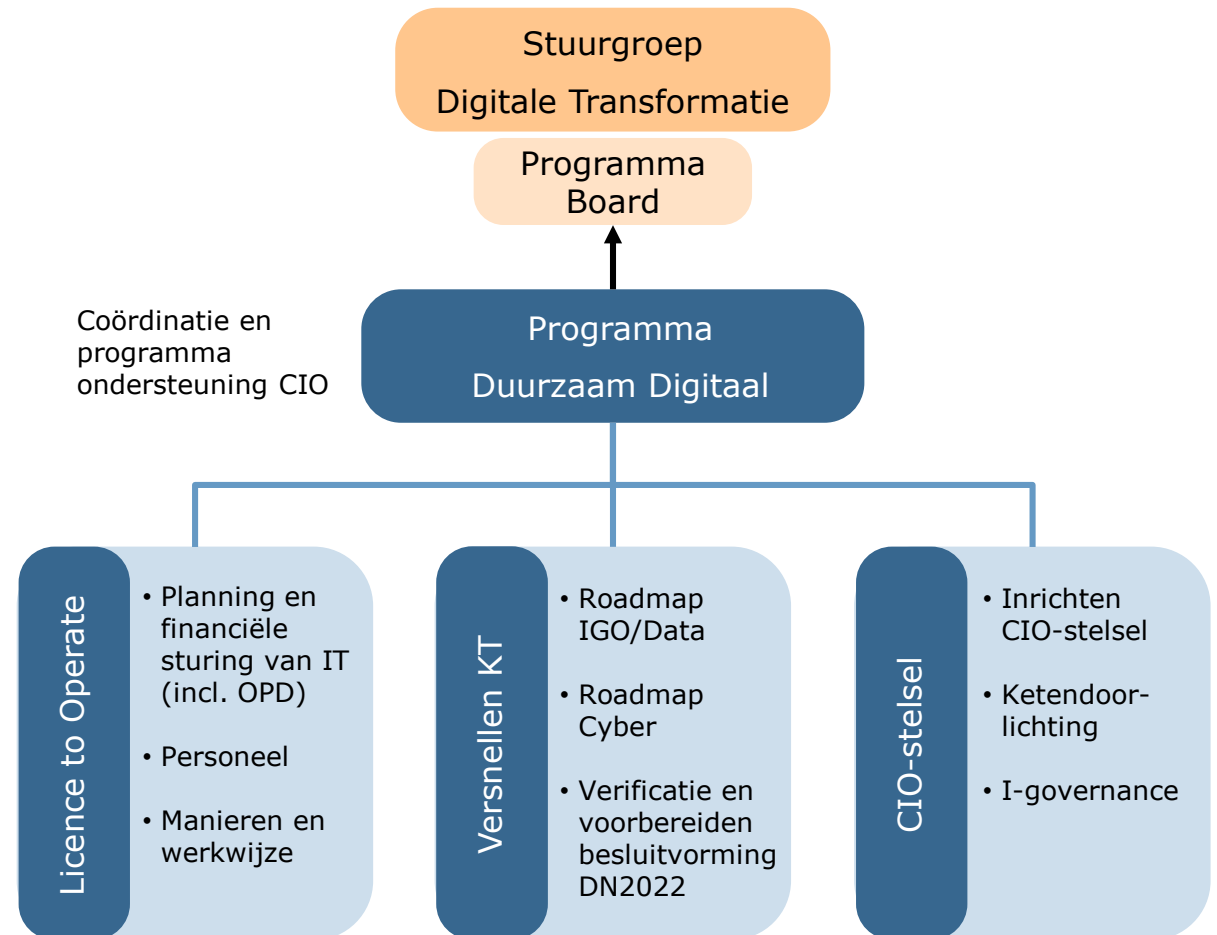 Stuurgroep
Digitale Transformatie
Programma
Board
Coördinatie en
programma
ondersteuning CIO
Programma
Duurzaam Digitaal
Licence to Operate
• Planning en
financiële
sturing van IT
(incl. OPD)
• Personeel
• Manieren en
werkwijze
Versnellen KT
• Roadmap
IGO/Data
• Roadmap
Cyber
• Verificatie en
voorbereiden
besluitvorming
DN2022
CIO-stelsel
• Inrichten
CIO-stelsel
• Ketendoor-
lichting
• I-governance